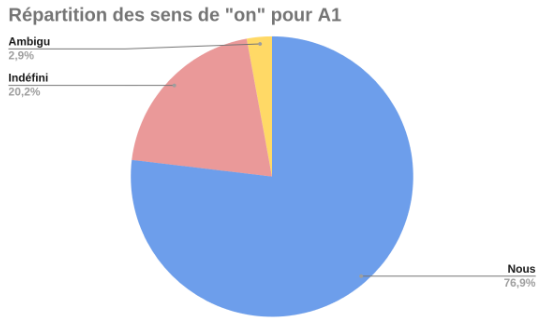 Répartition des sens de "on" pour A1
Ambigu
2,9%
Indéfini
20,2%
Nous
76,9%